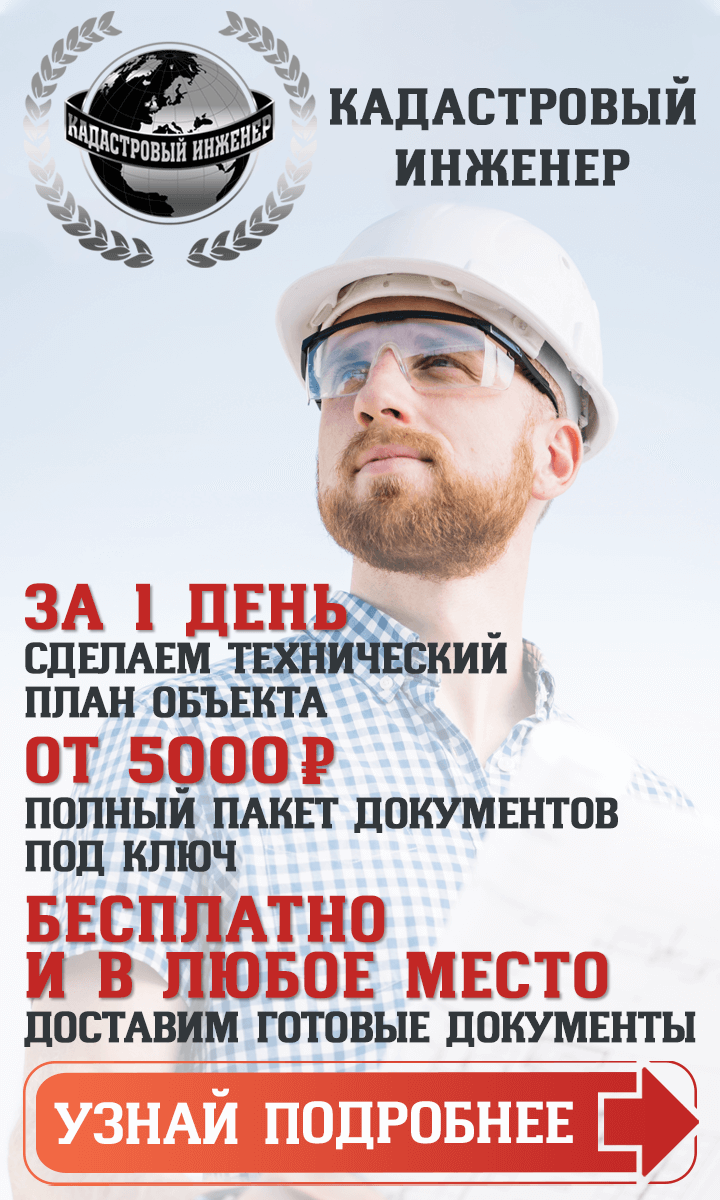 КАДАСТРОВЫЙ ИНЖЕНЕР
КАДАСТРОВЫЙ
ИНЖЕНЕР
ЗА 1 ДЕНЬ
СДЕЛАЕМ ТЕХНИЧЕСКИЙ
ПЛАН ОБЪЕКТА
ОТ 5000 ₽
ПОЛНЫЙ ПАКЕТ ДОКУМЕНТОВ
ПОД КЛЮЧ
БЕСПЛАТНО
И В ЛЮБОЕ МЕСТО
ДОСТАВИМ ГОТОВЫЕ ДОКУМЕНТЫ
УЗНАЙ ПОДРОБНЕЕ